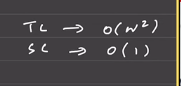 TC → O(N²)
SC → O(1)